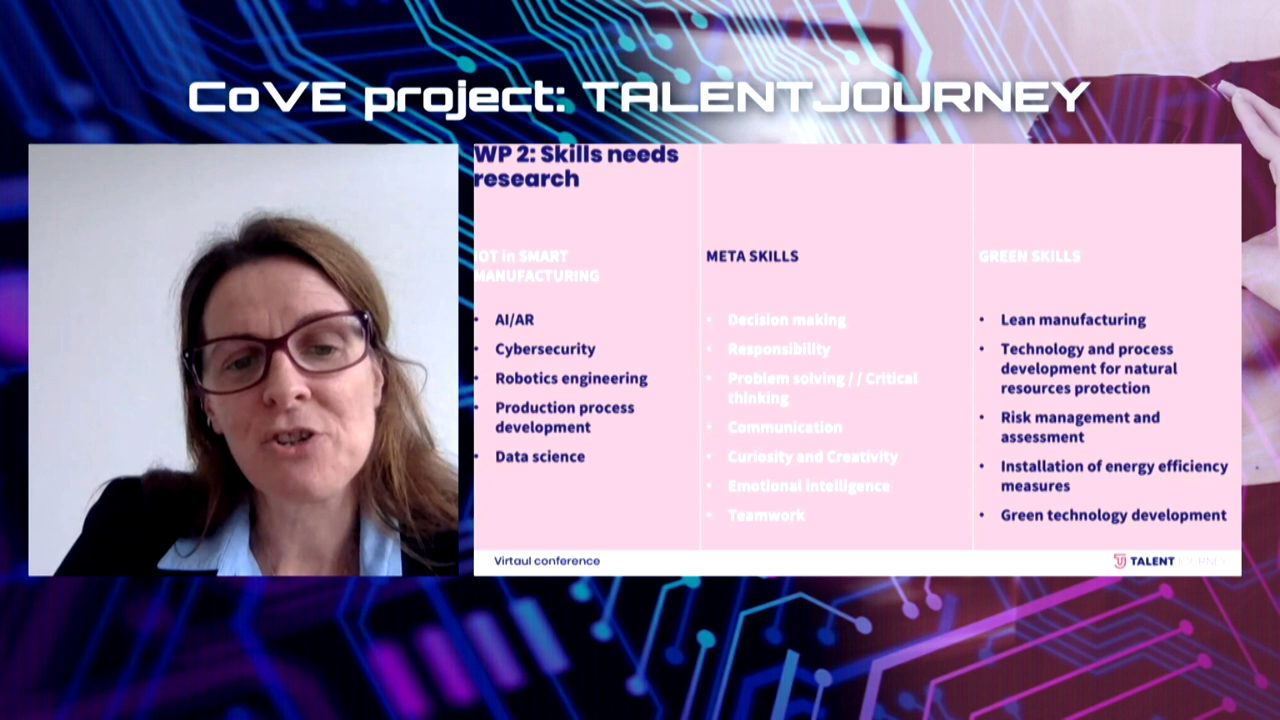 CoVE project: TALENTJOURNEY
WP 2: Skills needs
research
IOT in SMART
MANUFACTURING
• AI/AR
• Cybersecurity
• Robotics engineering
• Production process
development
• Data science
META SKILLS
• Decision making
• Responsibility
• Problem solving / / Critical
thinking
• Communication
• Curiosity and Creativity
• Emotional intelligence
• Teamwork
GREEN SKILLS
• Lean manufacturing
• Technology and process
development for natural
resources protection
• Risk management and
assessment
• Installation of energy efficiency
measures
• Green technology development
Virtaul conference
TALENTJOURNEY